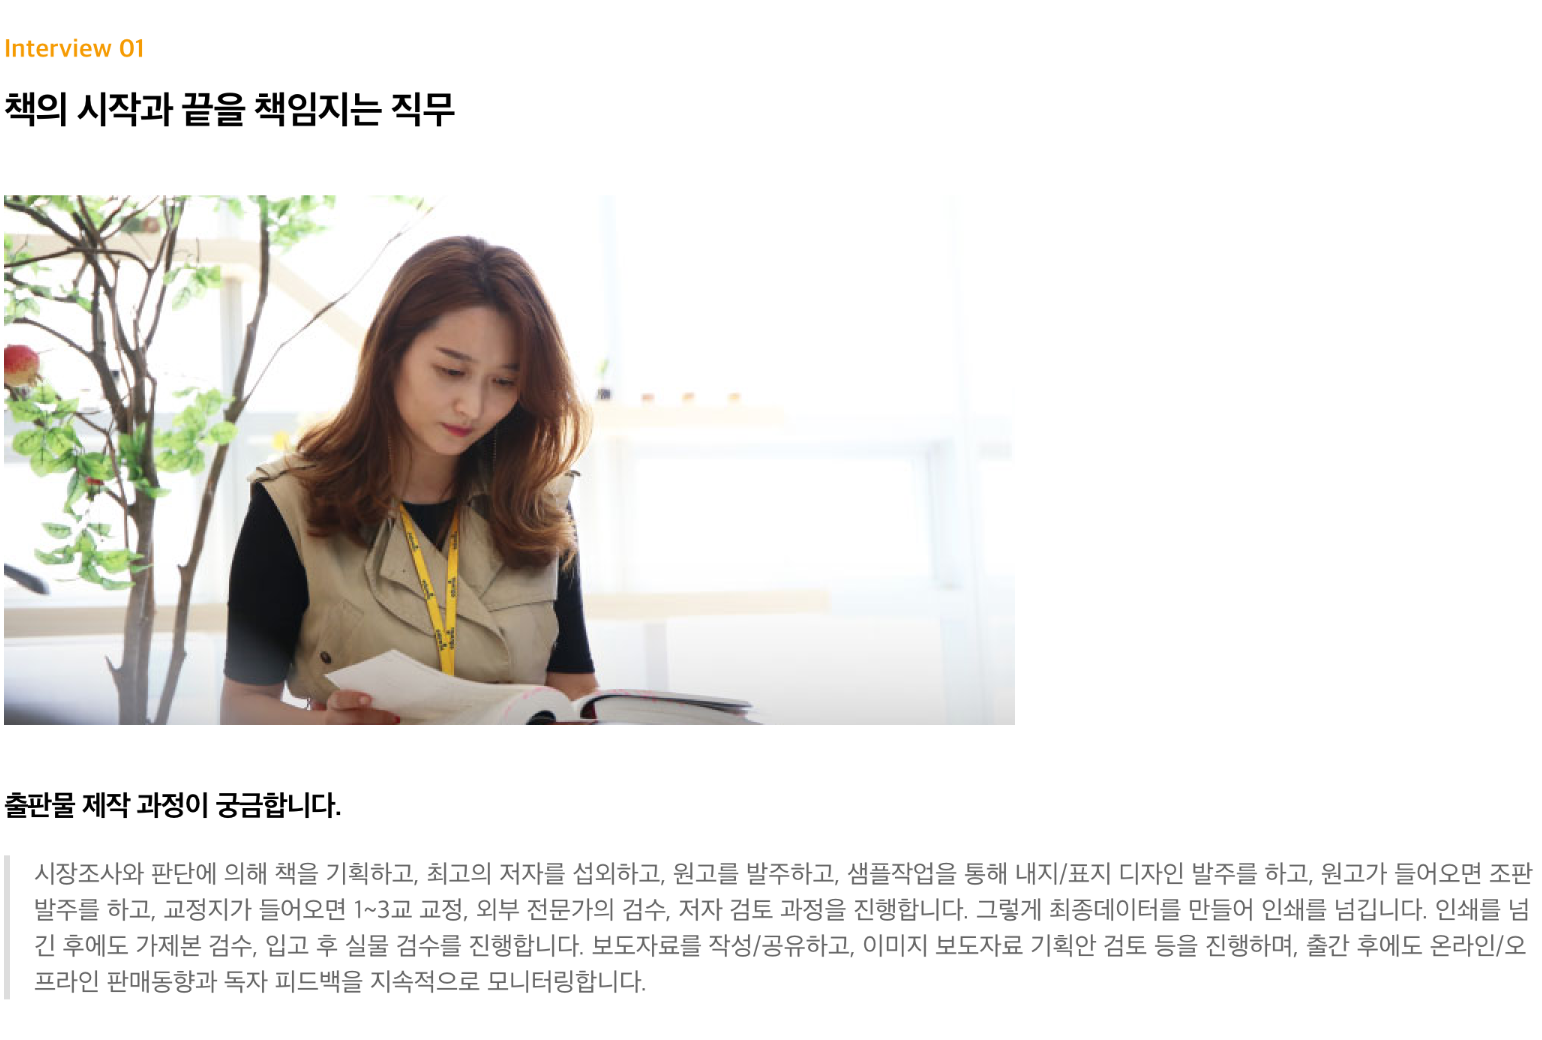 Interview 01
책의 시작과 끝을 책임지는 직무
출판물 제작 과정이 궁금합니다.
시장조사와 판단에 의해 책을 기획하고, 최고의 저자를 섭외하고, 원고를 발주하고, 샘플작업을 통해 내지/표지 디자인 발주를 하고, 원고가 들어오면 조판
발주를 하고, 교정지가 들어오면 1~3교 교정, 외부 전문가의 검수, 저자 검토 과정을 진행합니다. 그렇게 최종데이터를 만들어 인쇄를 넘깁니다. 인쇄를 넘
긴 후에도 가제본 검수, 입고 후 실물 검수를 진행합니다. 보도자료를 작성/공유하고, 이미지 보도자료 기획안 검토 등을 진행하며, 출간 후에도 온라인/오
프라인 판매동향과 독자 피드백을 지속적으로 모니터링합니다.